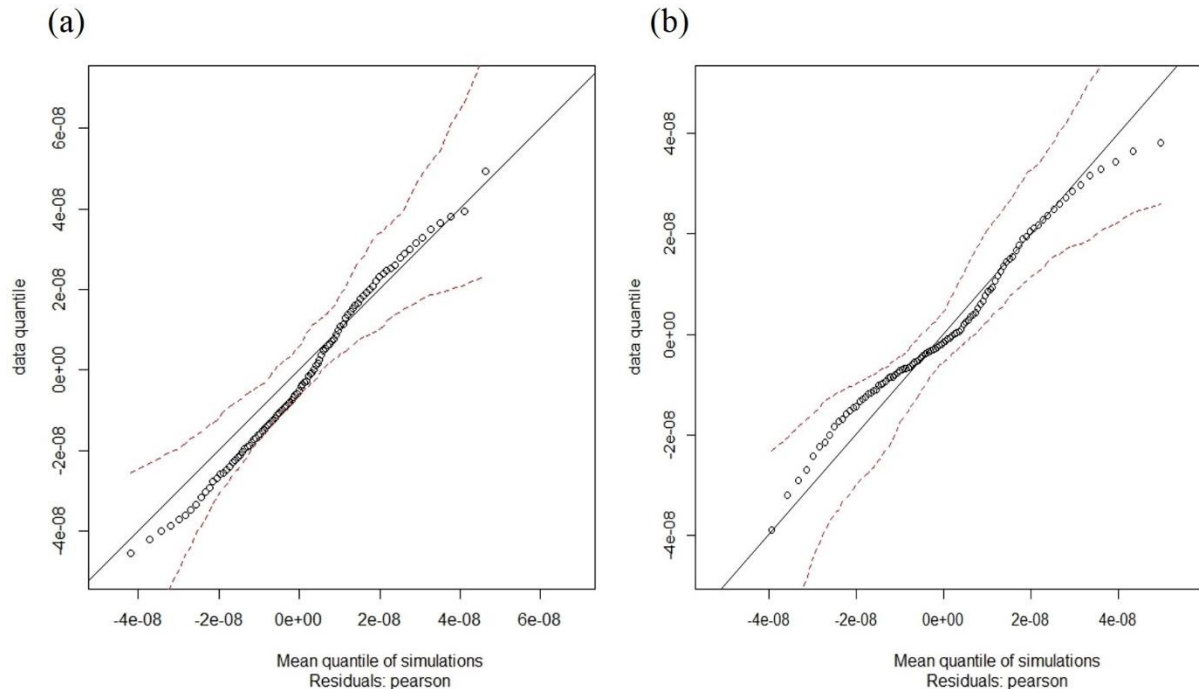 (a)
data quantile
6e-08
4e-08
2e-08
0e+00
-2e-08
-4e-08
-4e-08 -2e-08 0e+00 2e-08 4e-08 6e-08
Mean quantile of simulations
Residuals: pearson
(b)
data quantile
4e-08
2e-08
0e+00
-2e-08
-4e-08
-4e-08 -2e-08 0e+00 2e-08 4e-08
Mean quantile of simulations
Residuals: pearson